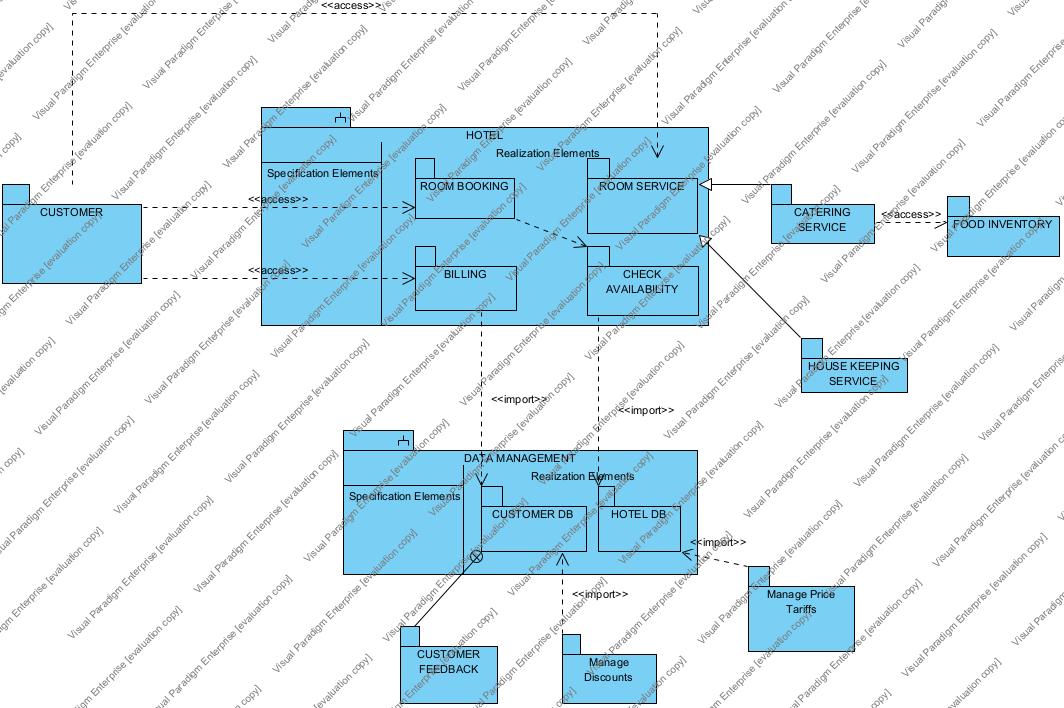 <<access>>
HOTEL
Realization Elements
Specification Elements
ROOM BOOKING
ROOM SERVICE
CUSTOMER
<<access>>
CATERING
SERVICE
<<access>>
FOOD INVENTORY
<<access>>
BILLING
CHECK
AVAILABILITY
HOUSE KEEPING
SERVICE
<<import>>
<<import>>
DATA MANAGEMENT
Realization Elements
Specification Elements
CUSTOMER DB
HOTEL DB
<<import>>
<<import>>
Manage Price
Tariffs
CUSTOMER
FEEDBACK
Manage
Discounts
Visual Paradigm Enterprise [evaluation copy]